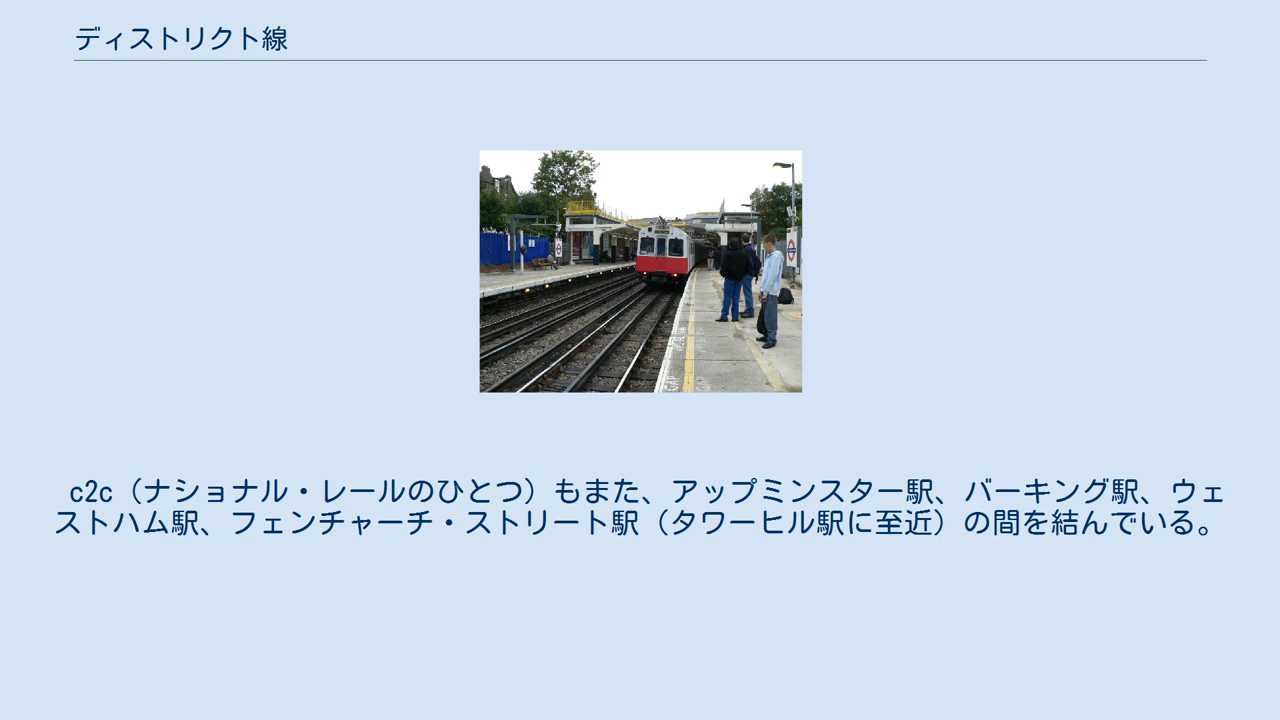 ディストリクト線
c2c（ナショナル・レールのひとつ）もまた、アップミンスター駅、バーキング駅、ウェ
ストハム駅、フェンチャーチ・ストリート駅（タワーヒル駅に至近）の間を結んでいる。